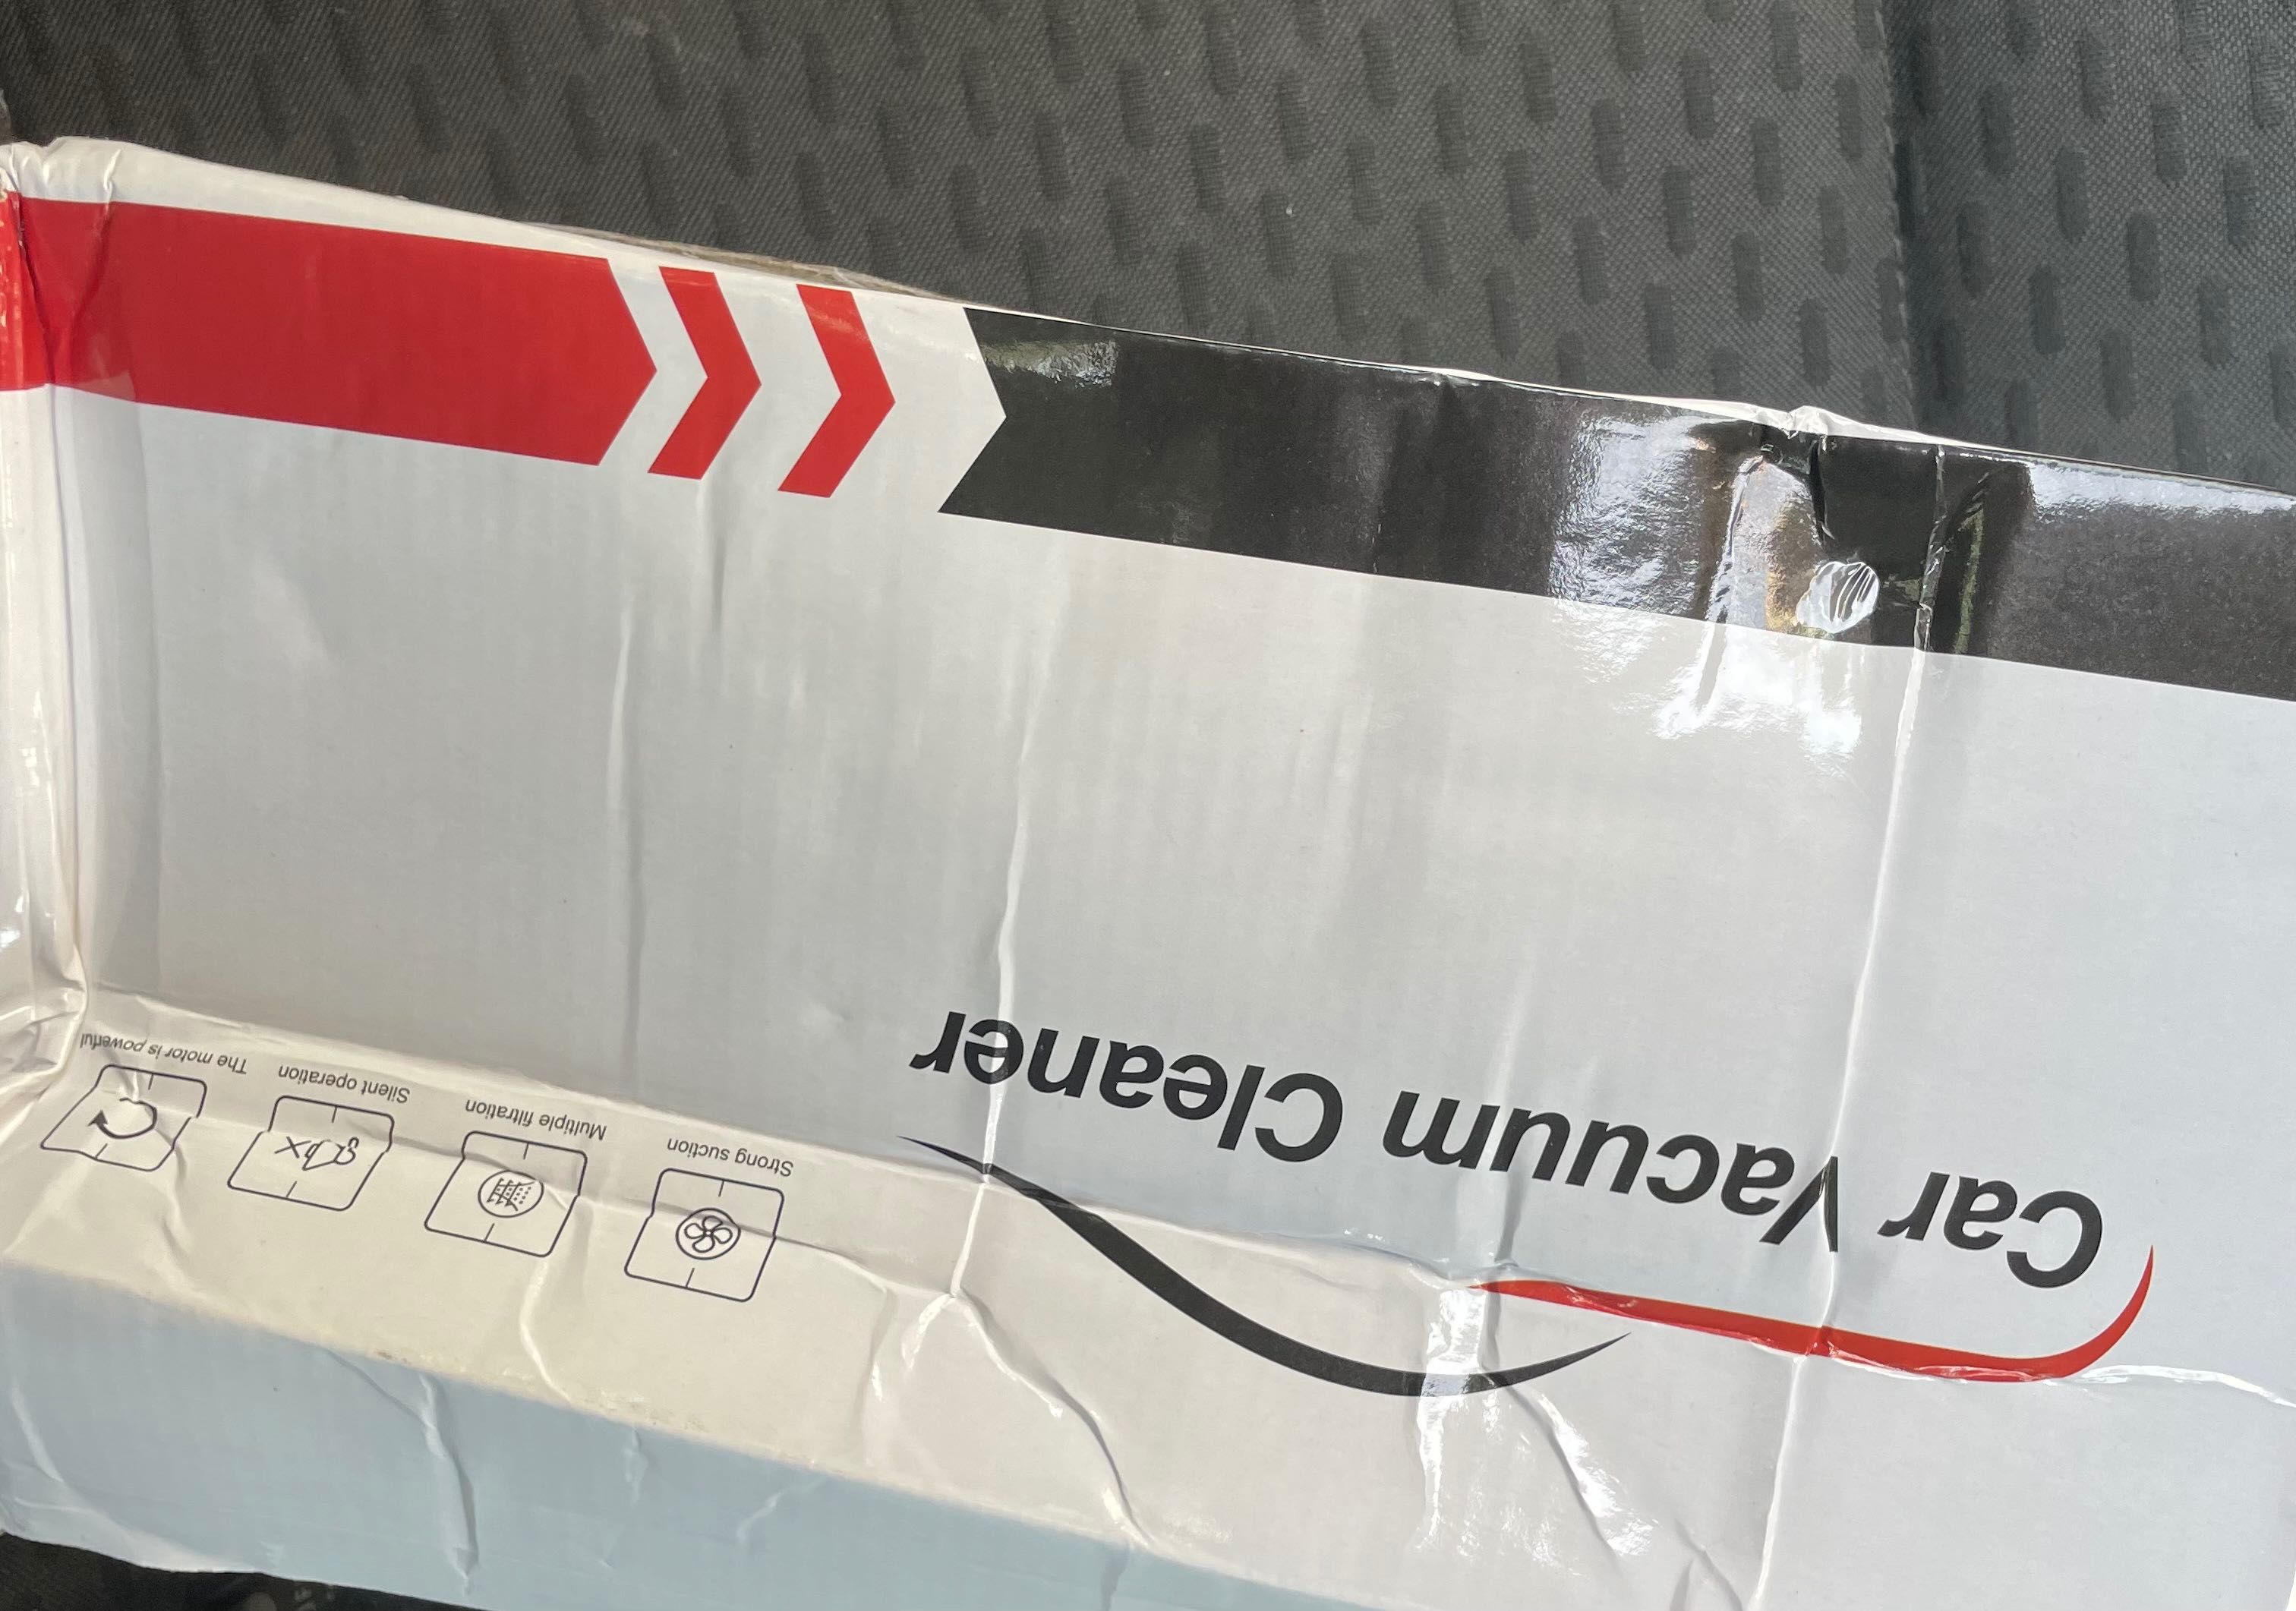 Car Vacuum Cleaner
Strong suction
Multiple filtration
Silent operation
The motor is powerful